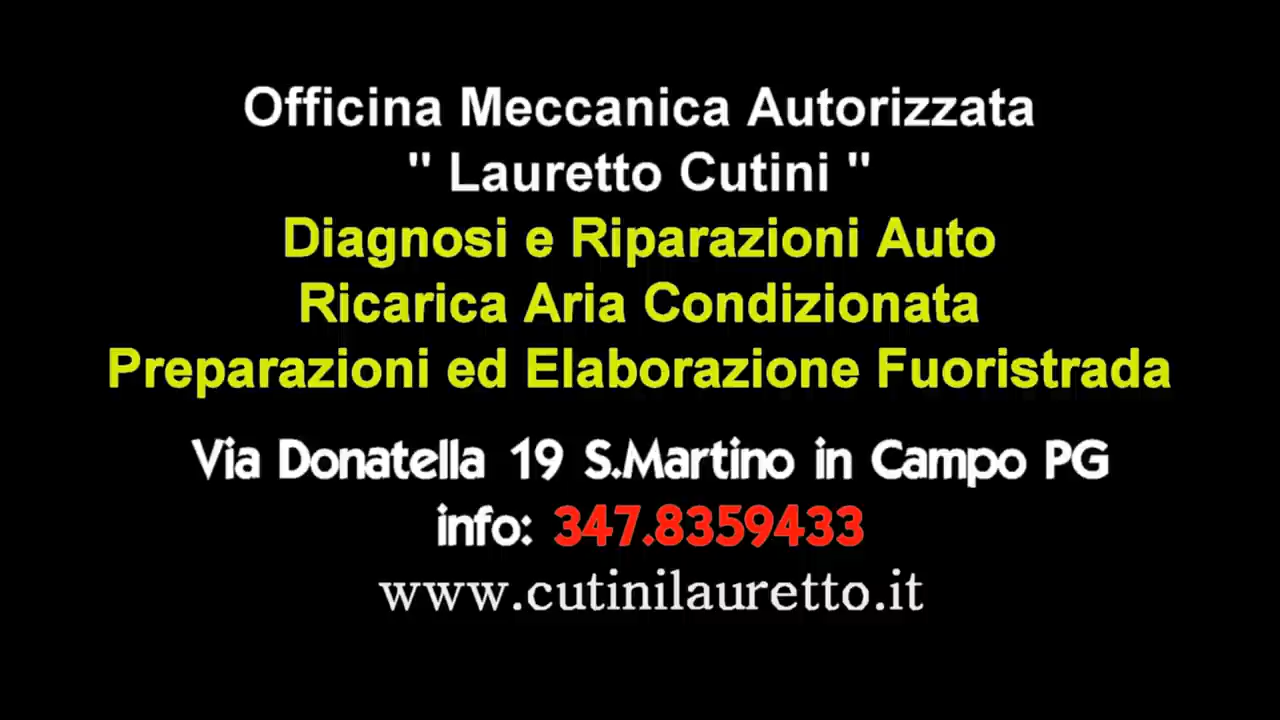 Officina Meccanica Autorizzata
" Lauretto Cutini "
Diagnosi e Riparazioni Auto
Ricarica Aria Condizionata
Preparazioni ed Elaborazione Fuoristrada
Via Donatella 19 S.Martino in Campo PG
info: 347.8359433
www.cutinilauretto.it